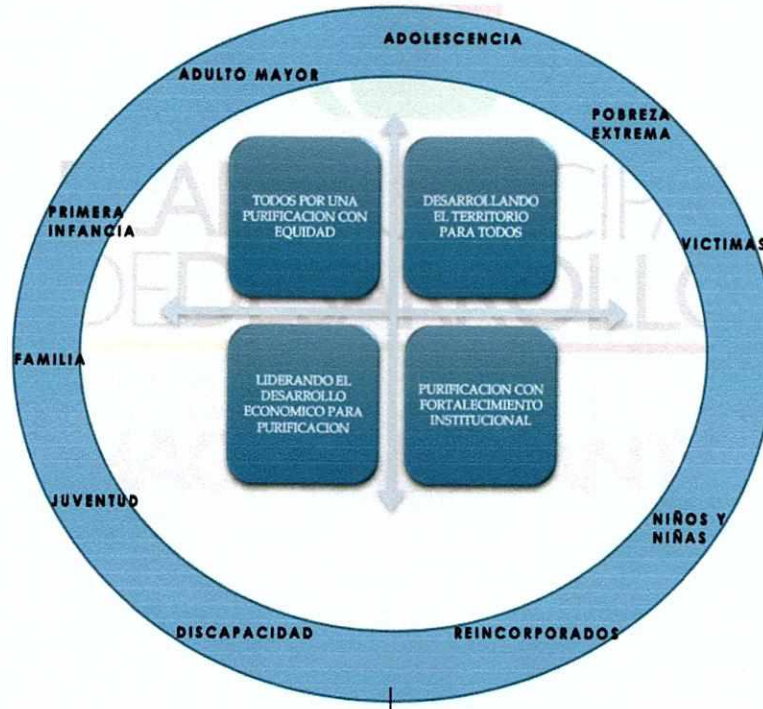 ADOLESCENCIA
ADULTO MAYOR
POBREZA
EXTREMA
TODOS POR UNA
PURIFICACION CON
EQUIDAD
DESARROLLANDO
EL TERRITORIO
PARA TODOS
PRIMERA
INFANCIA
VICTIMAS
FAMILIA
LIDERANDO EL
DESARROLLO
ECONOMICO PARA
PURIFICACION
PURIFICACION CON
FORTALECIMIENTO
INSTITUCIONAL
JUVENTUD
NIÑOS Y
NIÑAS
DISCAPACIDAD
REINCORPORADOS